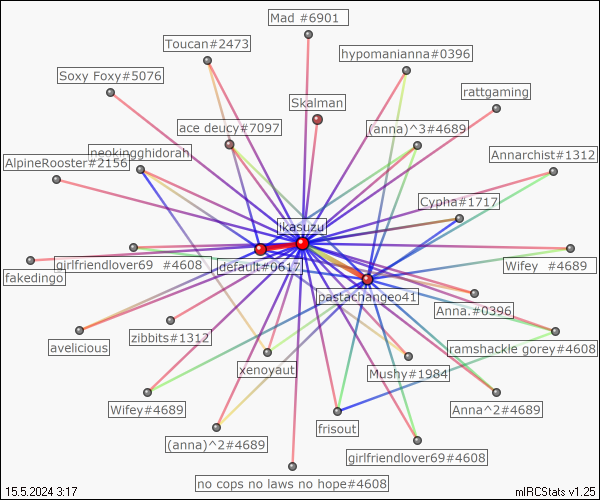 Mad #6901
Toucan#2473
hypomanianna#0396
Soxy Foxy#5076
rattgaming
Skalman
ace deucy#7097
(anna)^3#4689
neokingghidorah
AlpineRooster#2156
Annarchist#1312
Cypha#1717
ikasuzu
girlfriendlover69 #4608
default#0617
Wifey #4689
fakedingo
pastachangeo41
Anna.#0396
avelicious
zibbits#1312
ramshackle gorey#4608
xenoyaut
Mushy#1984
Wifey#4689
Anna^2#4689
frisout
(anna)^2#4689
girlfriendlover69#4608
no cops no laws no hope#4608
15.5.2024 3:17
mIRCStats v1.25